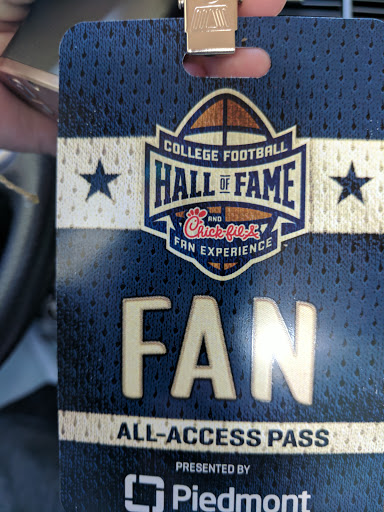 COLLEGE FOOTBALL
HALL OF FAME
AND
Chick-fil-A
FAN EXPERIENCE
FAN
ALL-ACCESS PASS
PRESENTED BY
Piedmont